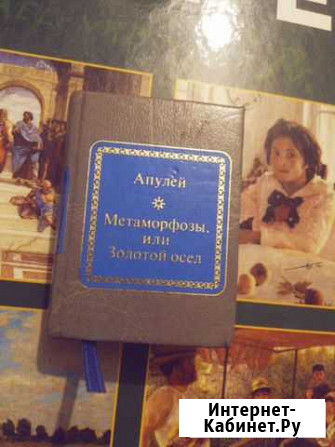 Апулей
Метаморфозы,
или
Золотой осел
Интернет-
Кабинет.Ру